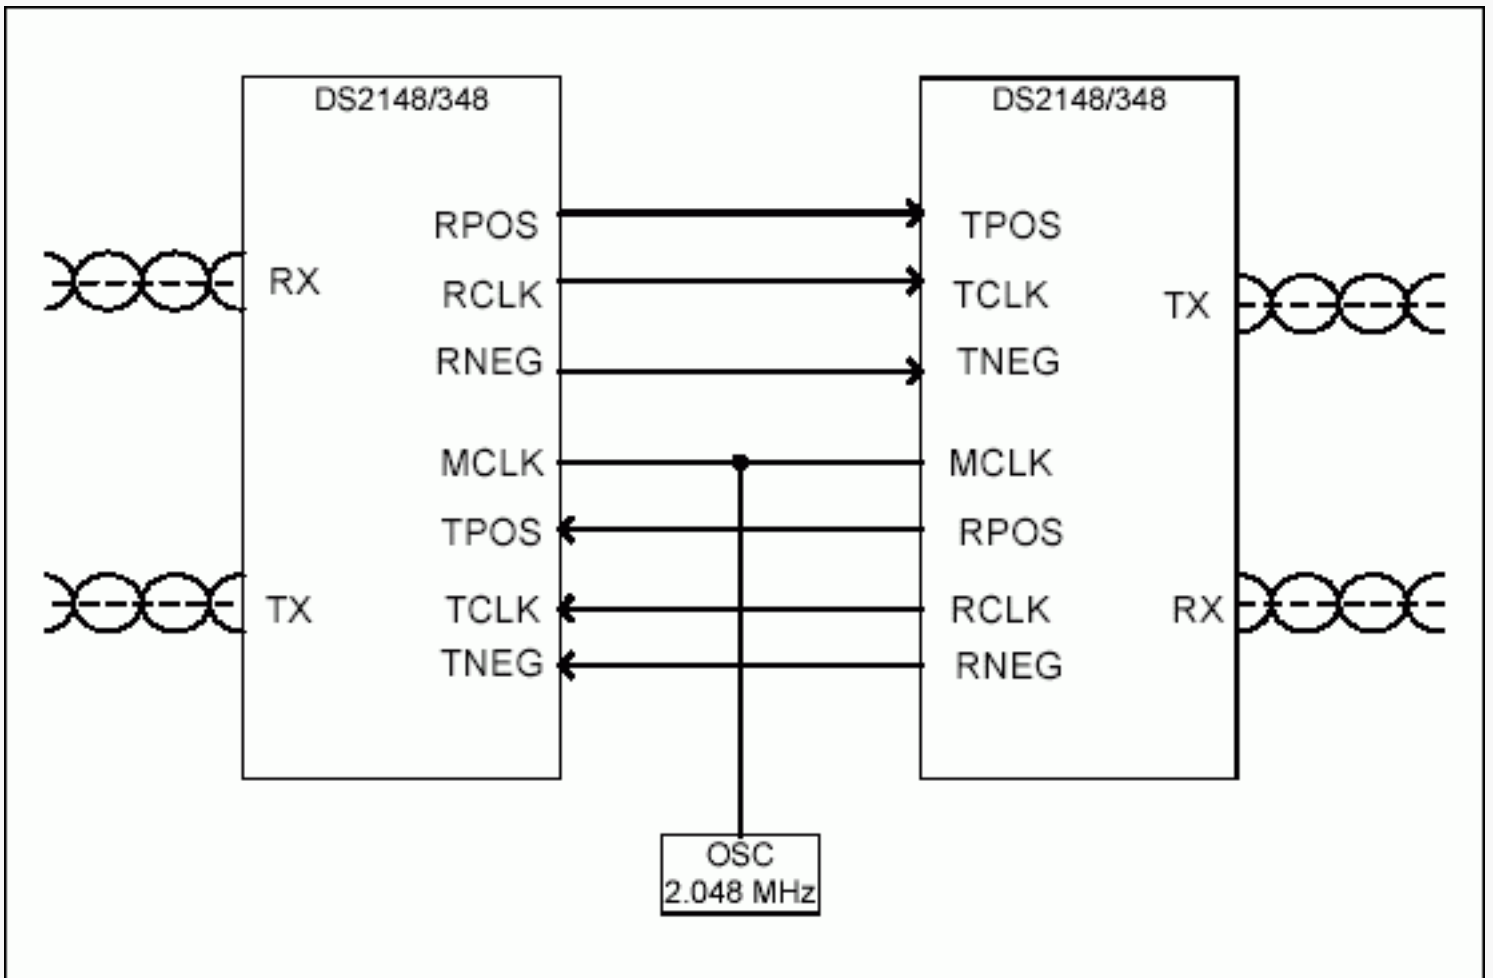 DS2148/348
DS2148/348
RPOS
TPOS
RX
RCLK
TCLK
TX
RNEG
TNEG
MCLK
MCLK
TPOS
RPOS
TX
TCLK
RCLK
RX
TNEG
RNEG
OSC
2.048 MHz